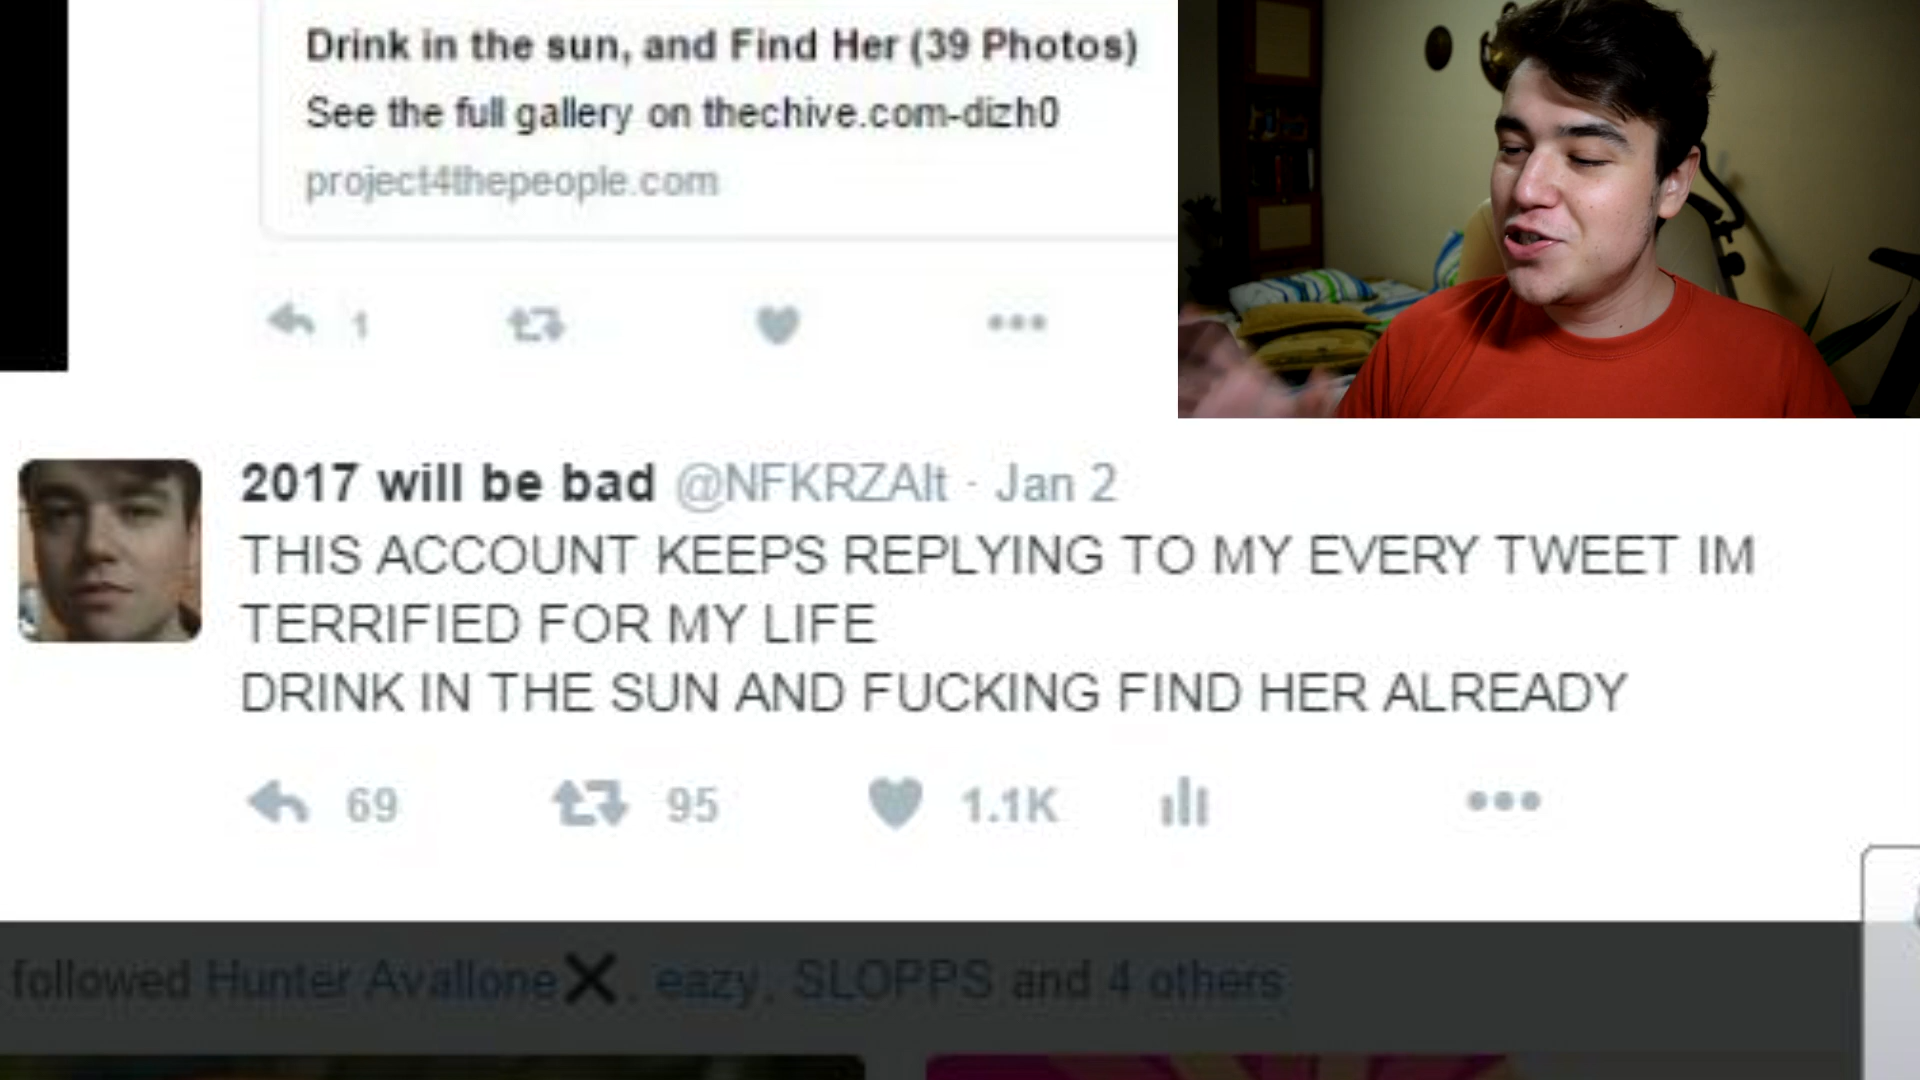 Drink in the sun, and Find Her (39 Photos)
See the full gallery on thechive.com-dizh0
project4thepeople.com
1
2017 will be bad @NFKRZAlt · Jan 2
THIS ACCOUNT KEEPS REPLYING TO MY EVERY TWEET IM
TERRIFIED FOR MY LIFE
DRINK IN THE SUN AND FUCKING FIND HER ALREADY
69 95 1.1K
followed Hunter Avallone❌, eazy, SLOPPS and 4 others